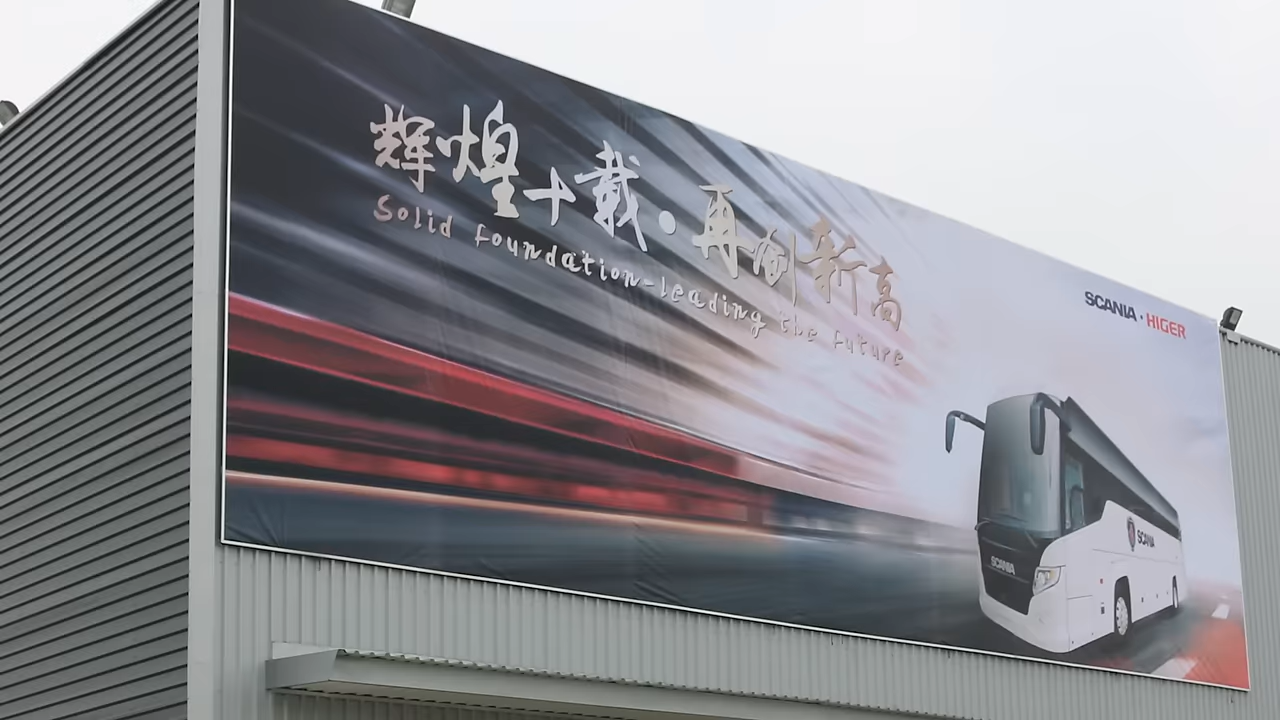 辉煌十载·再创新高
Solid foundation-leading the future
SCANIA·HIGER
SCANIA
SCANIA